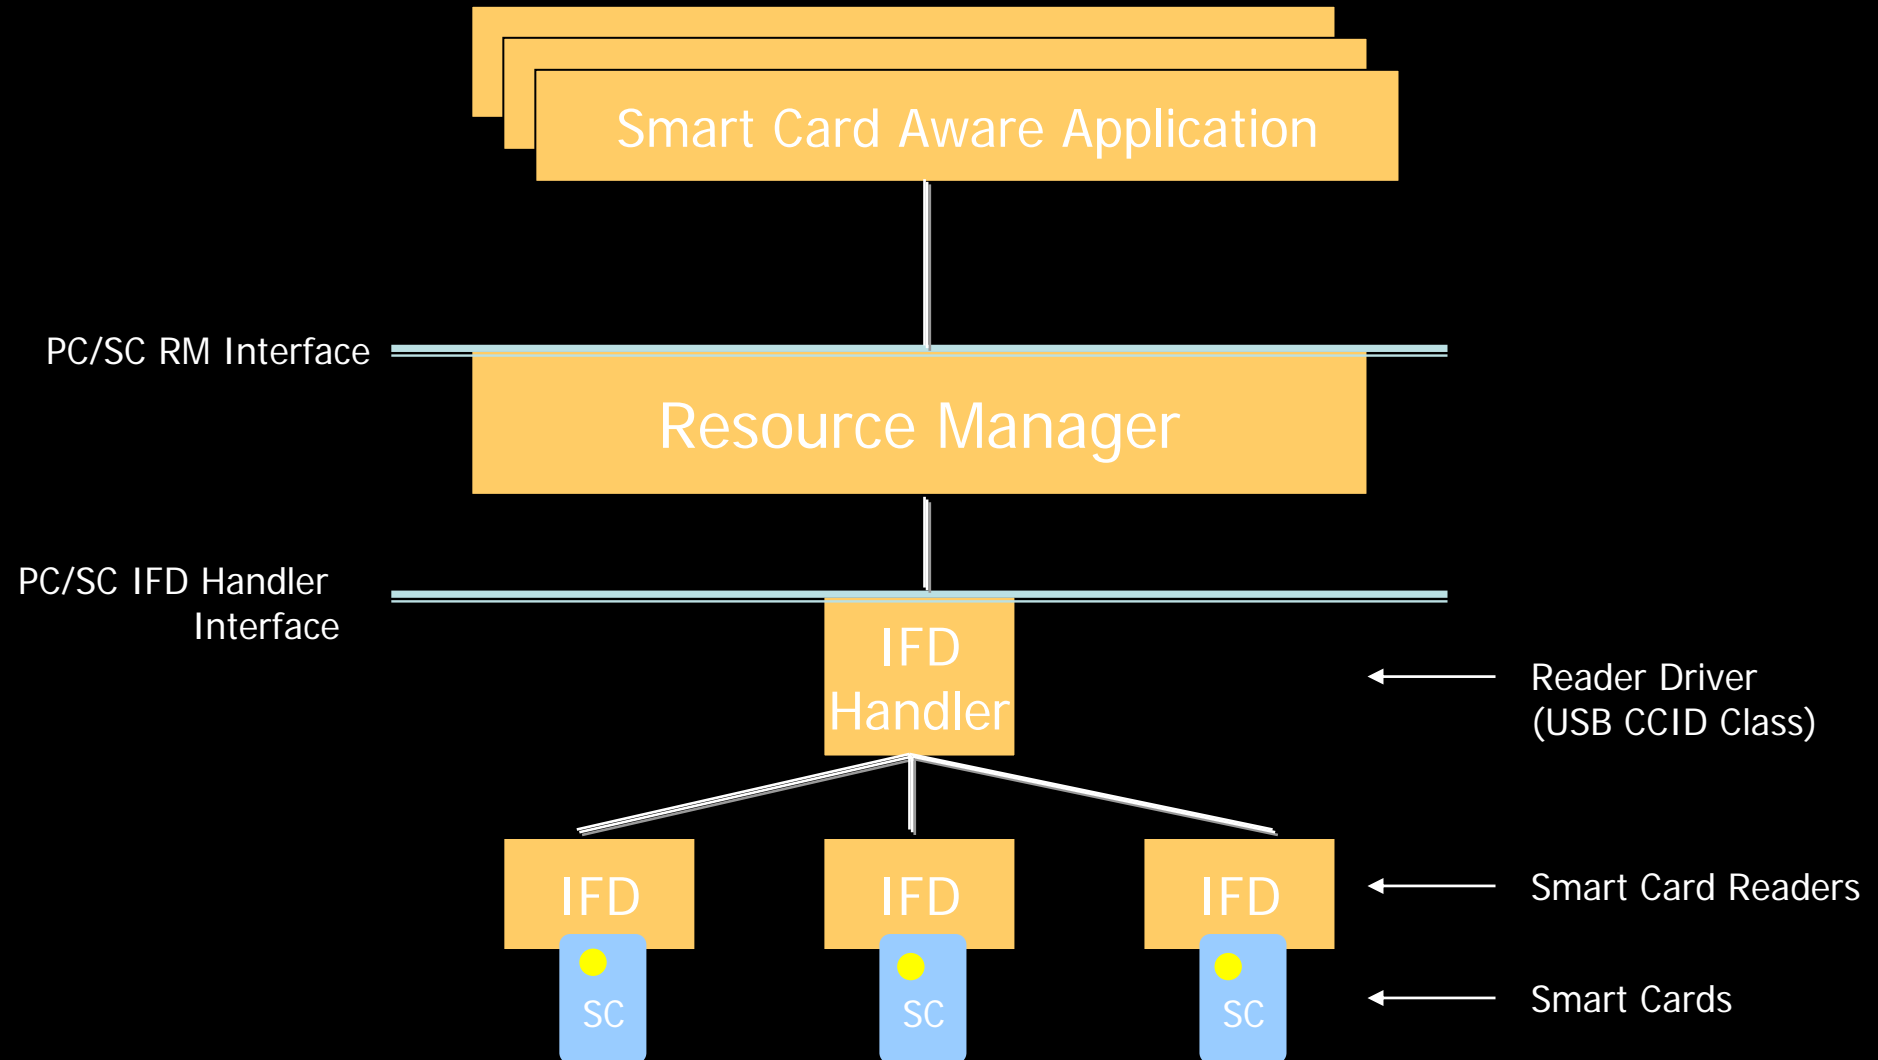 Smart Card Aware Application
PC/SC RM Interface
Resource Manager
PC/SC IFD Handler
Interface
IFD
Handler
Reader Driver
(USB CCID Class)
IFD
IFD
IFD
Smart Card Readers
SC
SC
SC
Smart Cards